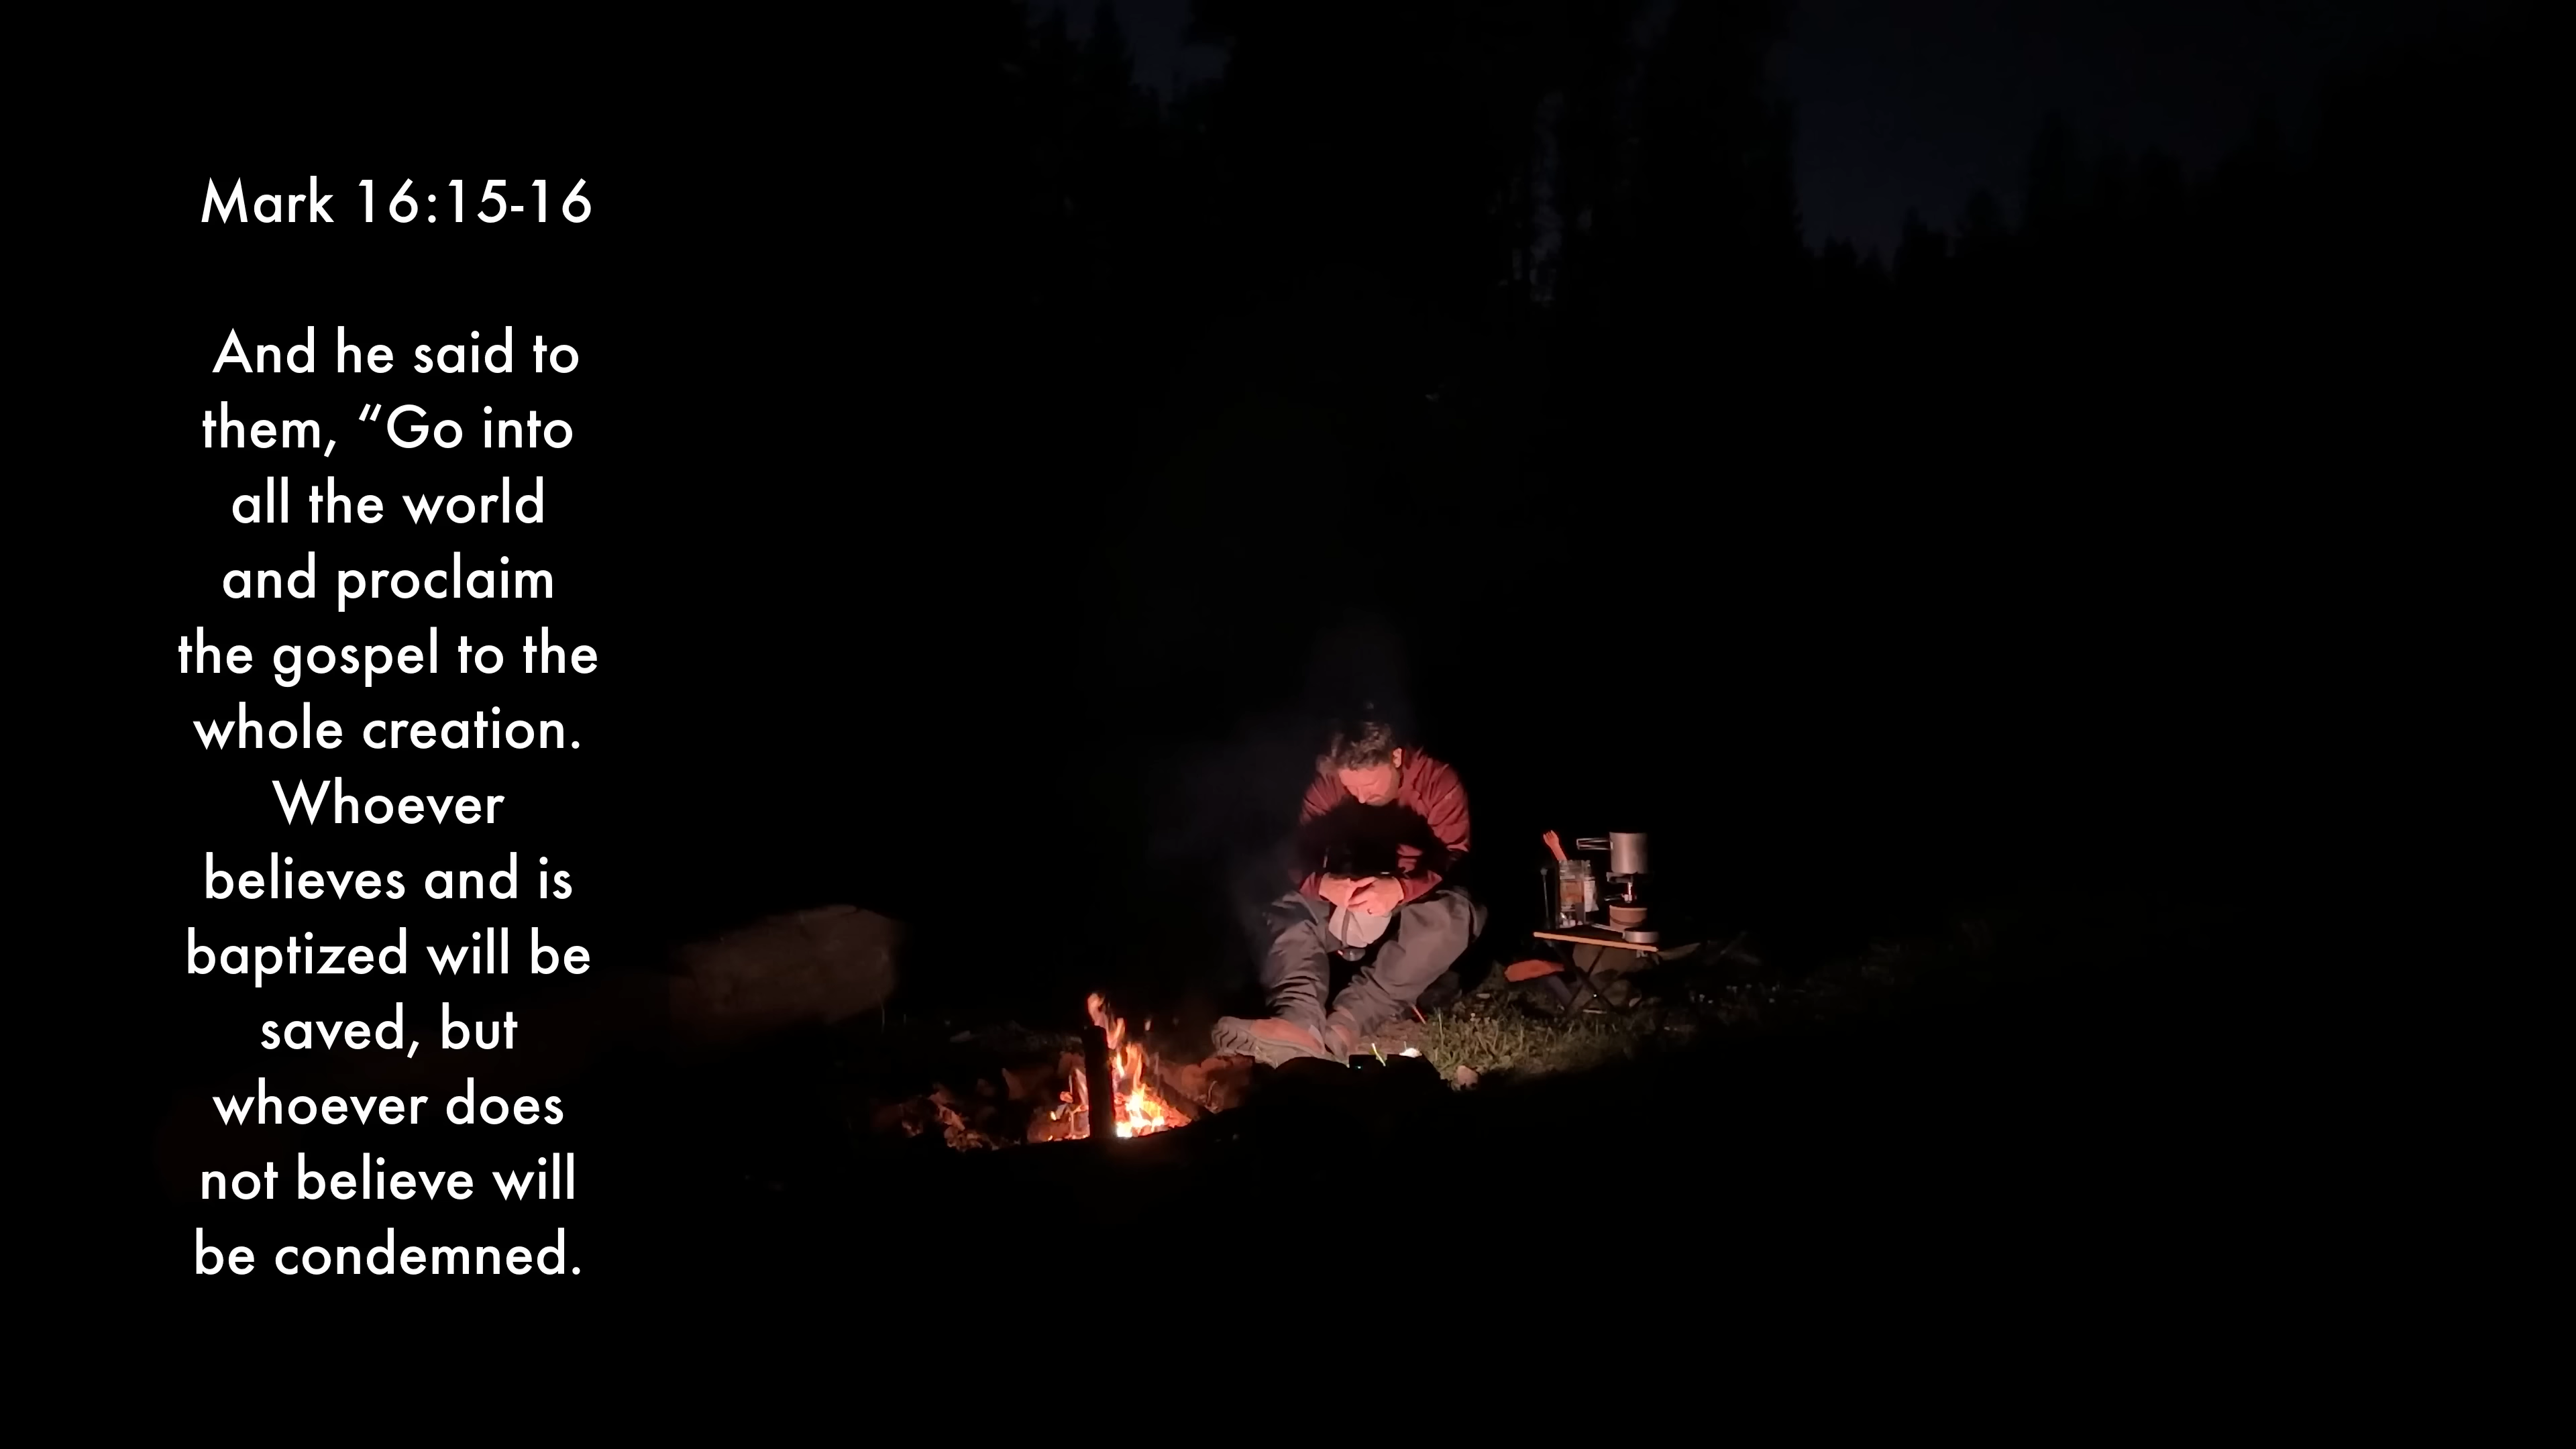 Mark 16:15-16
And he said to
them, “Go into
all the world
and proclaim
the gospel to the
whole creation.
Whoever
believes and is
baptized will be
saved, but
whoever does
not believe will
be condemned.